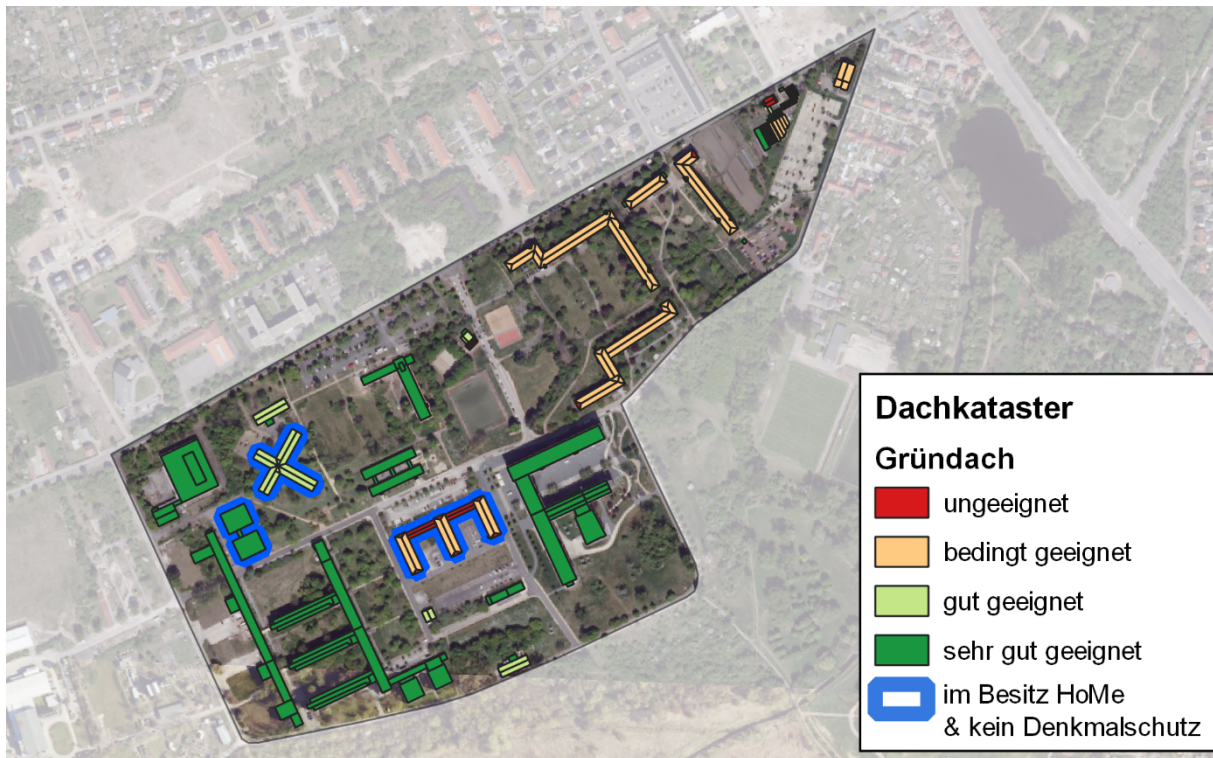 Dachkataster
Gründach
ungeeignet
bedingt geeignet
gut geeignet
sehr gut geeignet
im Besitz HoMe
& kein Denkmalschutz